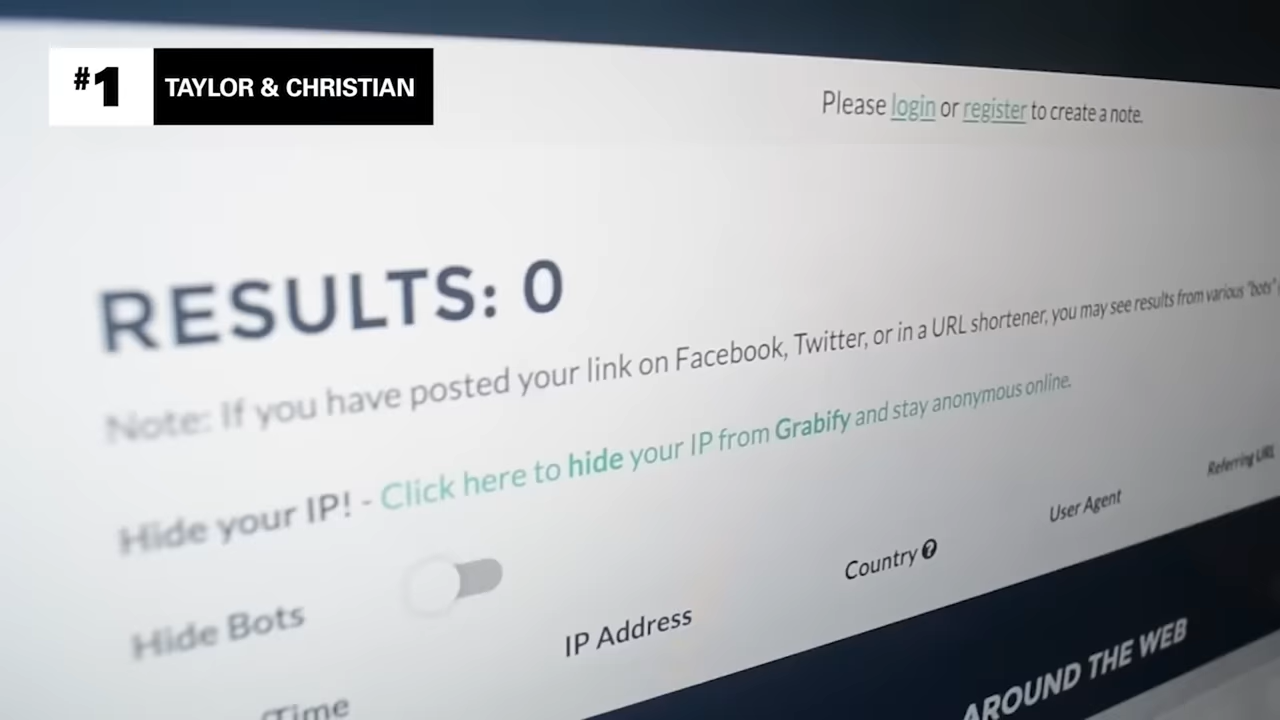 #1 TAYLOR & CHRISTIAN
Please login or register to create a note.
RESULTS: 0
Note: If you have posted your link on Facebook, Twitter, or in a URL shortener, you may see results from various "bots"
Hide your IP! - Click here to hide your IP from Grabify and stay anonymous online.
Hide Bots
Time IP Address Country User Agent Referring URL
AROUND THE WEB